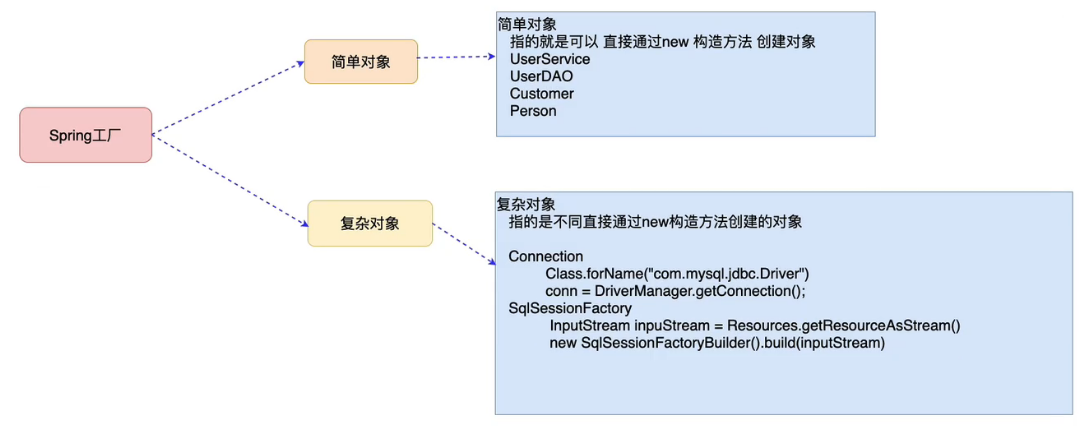 简单对象
指的就是可以 直接通过new 构造方法 创建对象
UserService
UserDAO
Customer
Person
简单对象
Spring工厂
复杂对象
复杂对象
指的是不同直接通过new构造方法创建的对象
Connection
Class.forName("com.mysql.jdbc.Driver")
conn = DriverManager.getConnection();
SqlSessionFactory
InputStream inpuStream = Resources.getResourceAsStream()
new SqlSessionFactoryBuilder().build(inputStream)